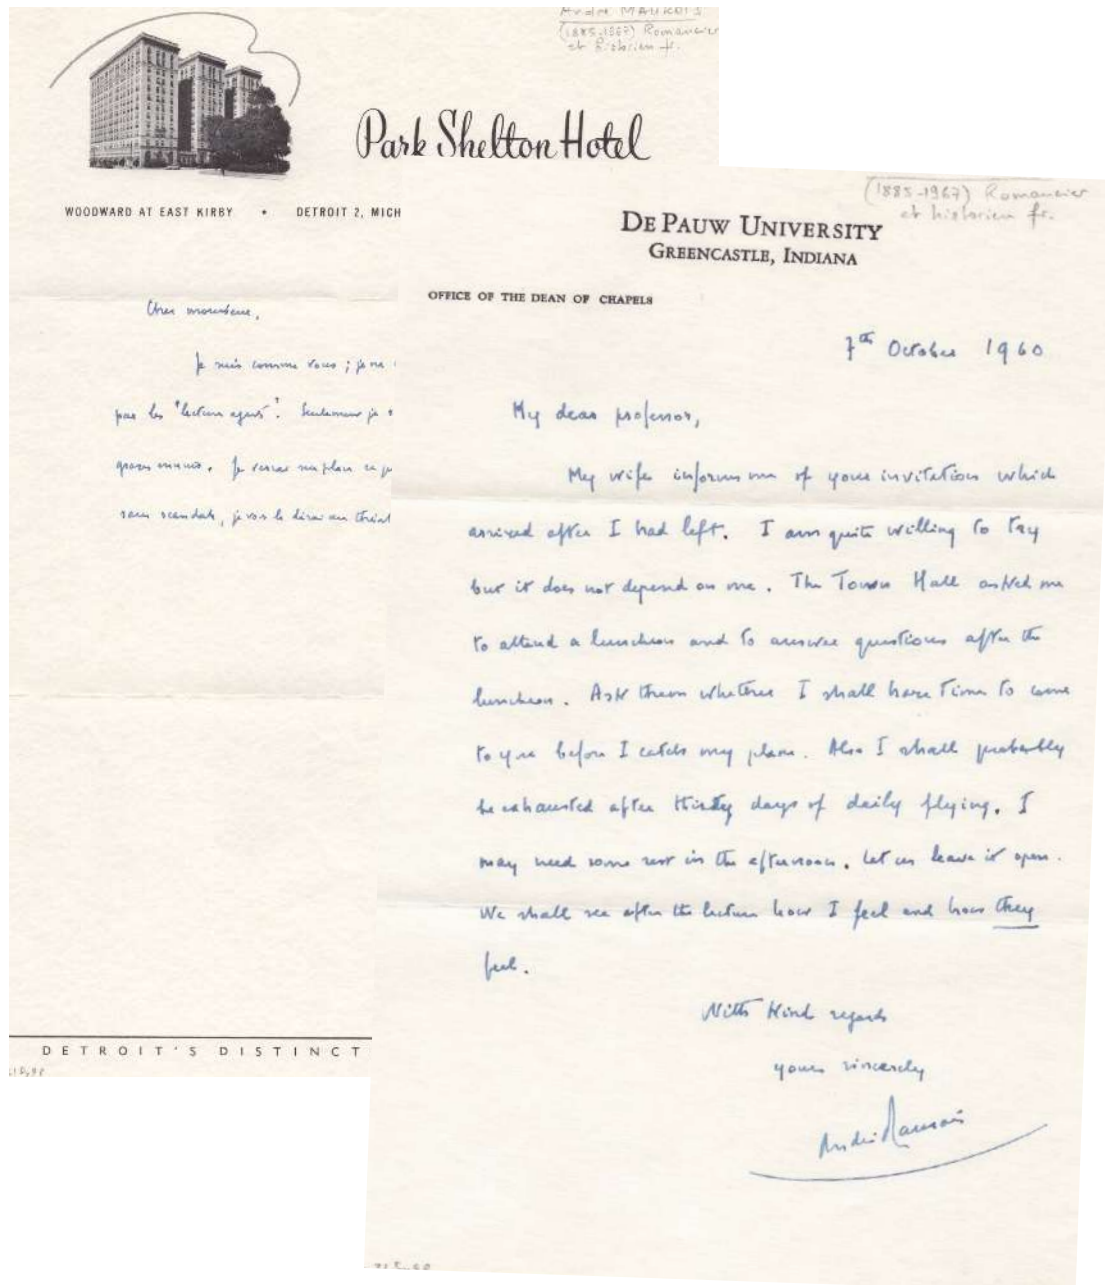 André MAUROIS
(1885-1967) Romancier
et historien fr.
Park Shelton Hotel
WOODWARD AT EAST KIRBY • DETROIT 2, MICH
Cher monsieur,
Je suis comme vous ; je ne
pas les "lecture agents". Seulement je
sans scandale, je vous le dirai au
DETROIT'S DISTINCT
(1885-1967) Romancier
et historien fr.
DE PAUW UNIVERSITY
GREENCASTLE, INDIANA
OFFICE OF THE DEAN OF CHAPELS
7th October 1960
My dear professor,
My wife informs me of your invitation which
arrived after I had left. I am quite willing to try
but it does not depend on me. The Town Hall asked me
to attend a luncheon and to answer questions after the
luncheon. Ask them whether I shall have time to come
to you before I catch my plane. Also I shall probably
be exhausted after thirty days of daily flying. I
may need some rest in the afternoon. Let us leave it open.
We shall see after the lecture how I feel and how they
feel.
With kind regards
yours sincerely
André Maurois